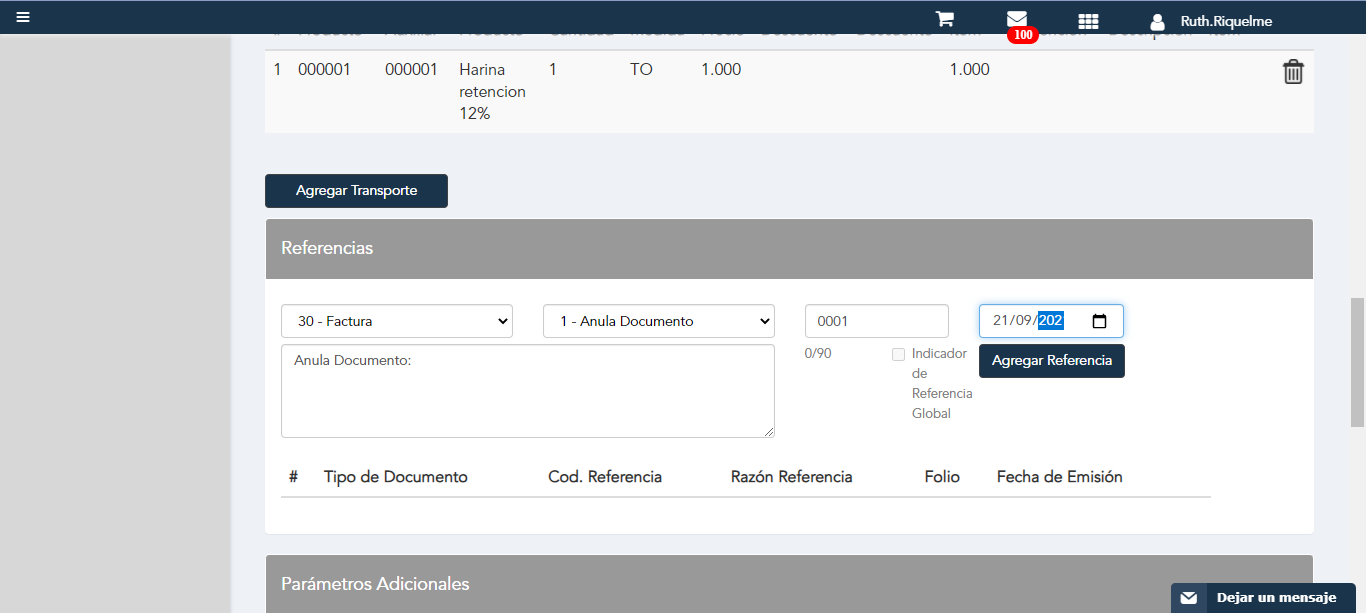 Ruth.Riquelme
100
1 000001 000001 Harina 1 TO 1.000 1.000
retencion
12%
Agregar Transporte
Referencias
30 - Factura 1 - Anula Documento 0001 21/09/202
Anula Documento: 0/90 Indicador Agregar Referencia
de
Referencia
Global
# Tipo de Documento Cod. Referencia Razón Referencia Folio Fecha de Emisión
Parámetros Adicionales
Dejar un mensaje